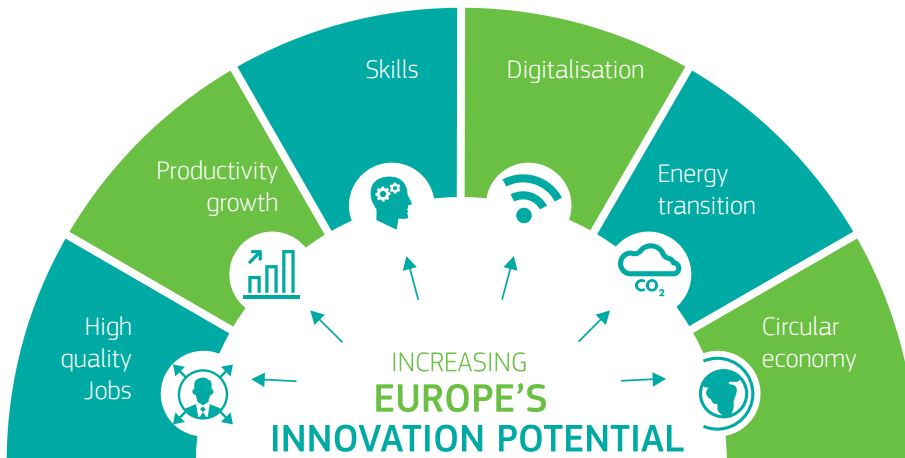 High
quality
Jobs
Productivity
growth
Skills
Digitalisation
Energy
transition
CO₂
Circular
economy
INCREASING
EUROPE'S
INNOVATION POTENTIAL